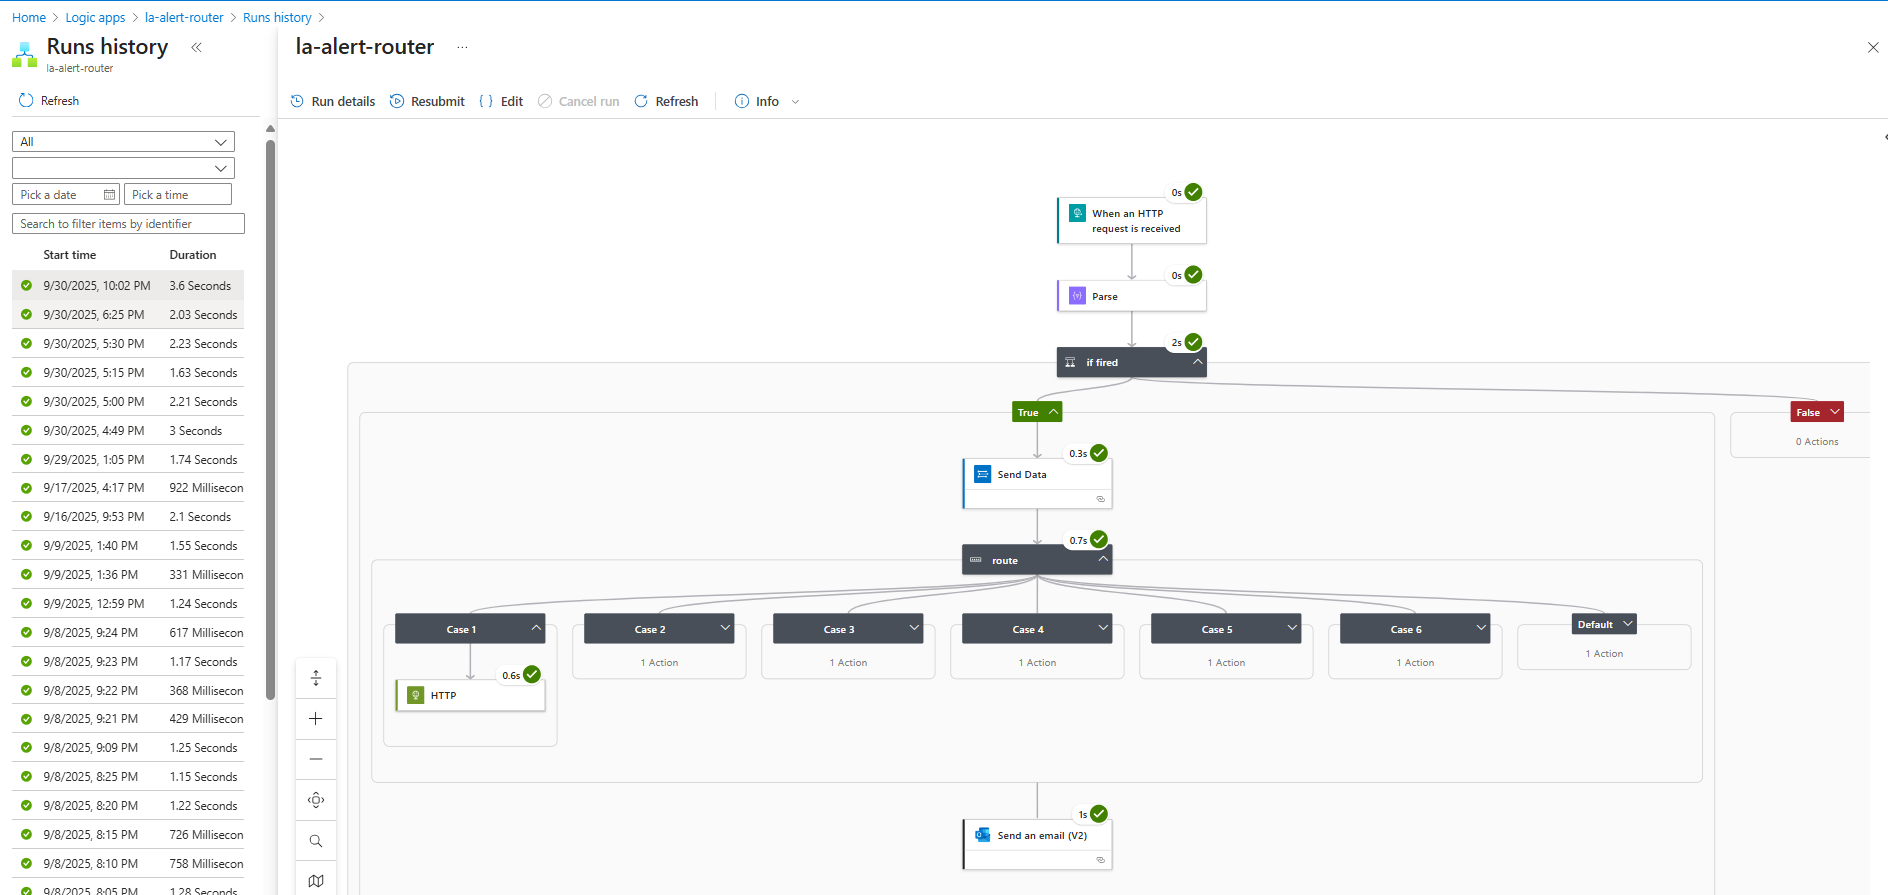 Home > Logic apps > la-alert-router > Runs history >
Runs history
la-alert-router
Refresh
All
Pick a date
Pick a time
Search to filter items by identifier
Start time Duration
9/30/2025, 10:02 PM 3.6 Seconds
9/30/2025, 6:25 PM 2.03 Seconds
9/30/2025, 5:30 PM 2.23 Seconds
9/30/2025, 5:15 PM 1.63 Seconds
9/30/2025, 5:00 PM 2.21 Seconds
9/30/2025, 4:49 PM 3 Seconds
9/29/2025, 1:05 PM 1.74 Seconds
9/17/2025, 4:17 PM 922 Millisecon
9/16/2025, 9:53 PM 2.1 Seconds
9/9/2025, 1:40 PM 1.55 Seconds
9/9/2025, 1:36 PM 331 Millisecon
9/9/2025, 12:59 PM 1.24 Seconds
9/8/2025, 9:24 PM 617 Millisecon
9/8/2025, 9:23 PM 1.17 Seconds
9/8/2025, 9:22 PM 368 Millisecon
9/8/2025, 9:21 PM 429 Millisecon
9/8/2025, 9:09 PM 1.25 Seconds
9/8/2025, 8:25 PM 1.15 Seconds
9/8/2025, 8:20 PM 1.22 Seconds
9/8/2025, 8:15 PM 726 Millisecon
9/8/2025, 8:10 PM 758 Millisecon
9/8/2025, 8:05 PM 1.28 Seconds
la-alert-router ...
Run details Resubmit { } Edit Cancel run Refresh Info
0s
When an HTTP
request is received
0s
Parse
2s
if fired
True
False
0 Actions
0.3s
Send Data
0.7s
route
Case 1
Case 2
Case 3
Case 4
Case 5
Case 6
Default
1 Action
1 Action
1 Action
1 Action
1 Action
1 Action
0.6s
HTTP
1s
Send an email (V2)